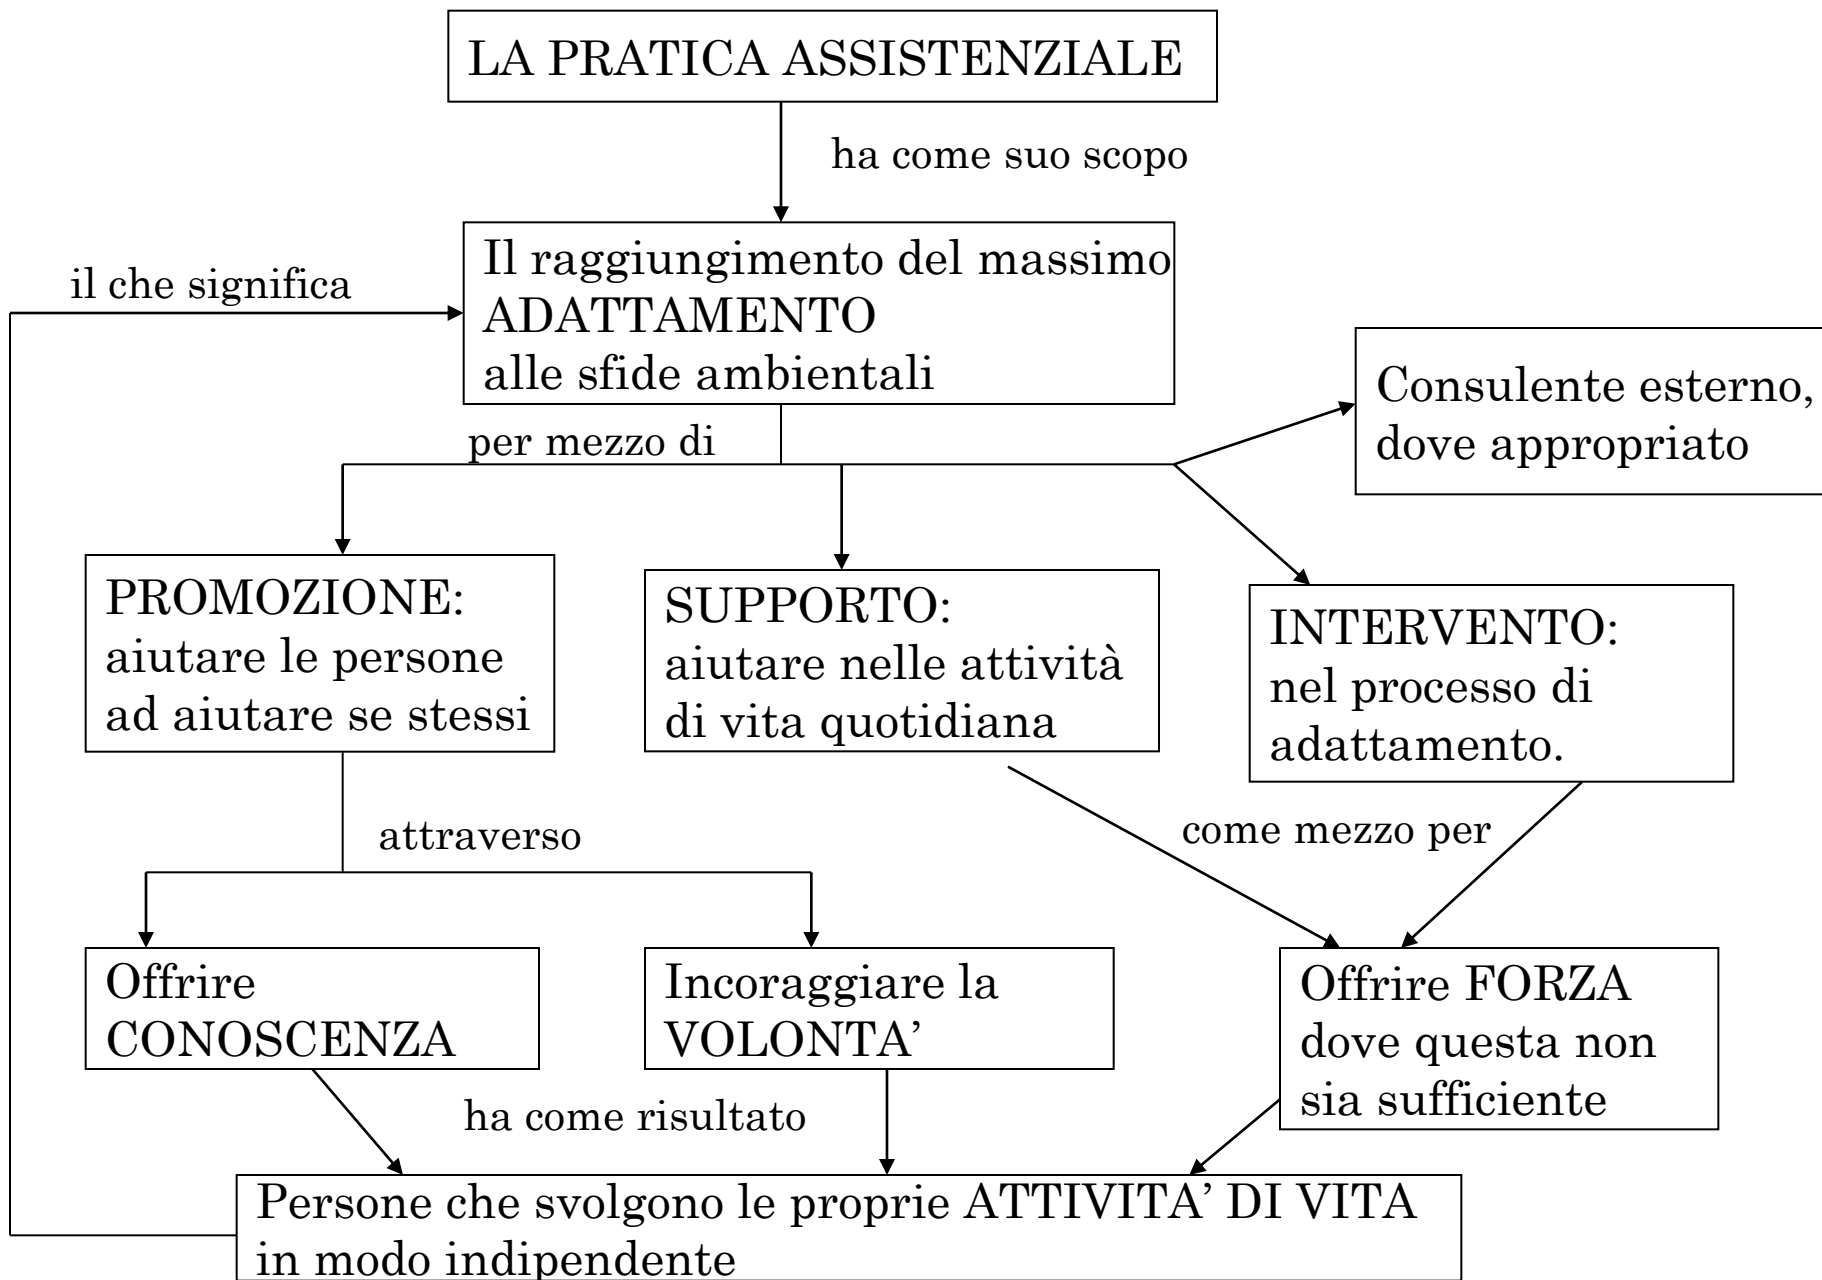 LA PRATICA ASSISTENZIALE
ha come suo scopo
Il raggiungimento del massimo
ADATTAMENTO
alle sfide ambientali
il che significa
Consulente esterno,
dove appropriato
per mezzo di
PROMOZIONE:
aiutare le persone
ad aiutare se stessi
SUPPORTO:
aiutare nelle attività
di vita quotidiana
INTERVENTO:
nel processo di
adattamento.
attraverso
come mezzo per
Offrire
CONOSCENZA
Incoraggiare la
VOLONTA’
Offrire FORZA
dove questa non
sia sufficiente
ha come risultato
Persone che svolgono le proprie ATTIVITA’ DI VITA
in modo indipendente